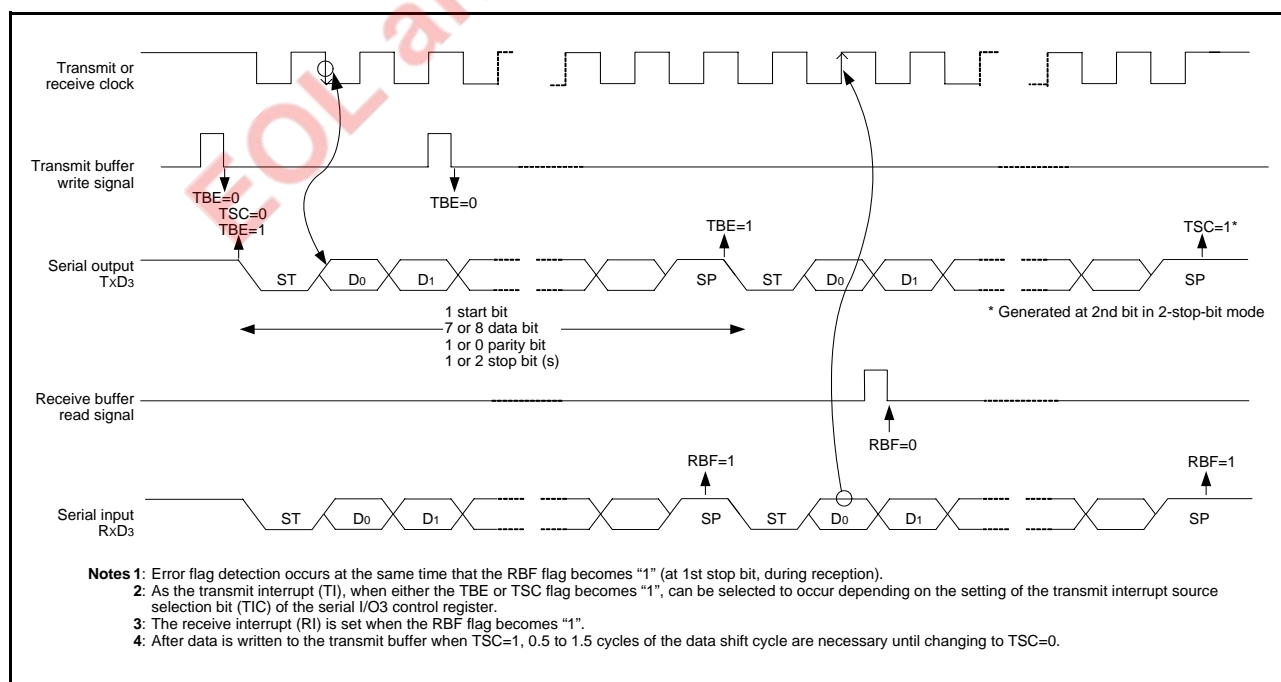 EOL an
Transmit or
receive clock
Transmit buffer
write signal
TBE=0
TSC=0
TBE=1
TBE=0
TBE=1
TSC=1*
Serial output
TxD3
ST
D0
D1
SP
ST
D0
D1
SP
1 start bit
7 or 8 data bit
1 or 0 parity bit
1 or 2 stop bit (s)
* Generated at 2nd bit in 2-stop-bit mode
Receive buffer
read signal
RBF=0
RBF=1
RBF=1
Serial input
RxD3
ST
D0
D1
SP
ST
D0
D1
SP
Notes 1: Error flag detection occurs at the same time that the RBF flag becomes “1” (at 1st stop bit, during reception).
2: As the transmit interrupt (TI), when either the TBE or TSC flag becomes “1”, can be selected to occur depending on the setting of the transmit interrupt source
selection bit (TIC) of the serial I/O3 control register.
3: The receive interrupt (RI) is set when the RBF flag becomes “1”.
4: After data is written to the transmit buffer when TSC=1, 0.5 to 1.5 cycles of the data shift cycle are necessary until changing to TSC=0.